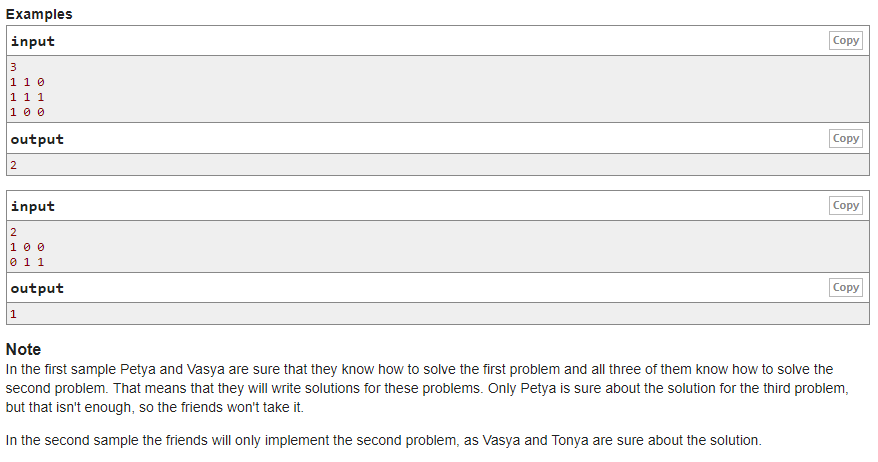 Examples
input
Copy
3
1 1 0
1 1 1
1 0 0
output
Copy
2
input
Copy
2
1 0 0
0 1 1
output
Copy
1
Note
In the first sample Petya and Vasya are sure that they know how to solve the first problem and all three of them know how to solve the
second problem. That means that they will write solutions for these problems. Only Petya is sure about the solution for the third problem,
but that isn't enough, so the friends won't take it.
In the second sample the friends will only implement the second problem, as Vasya and Tonya are sure about the solution.